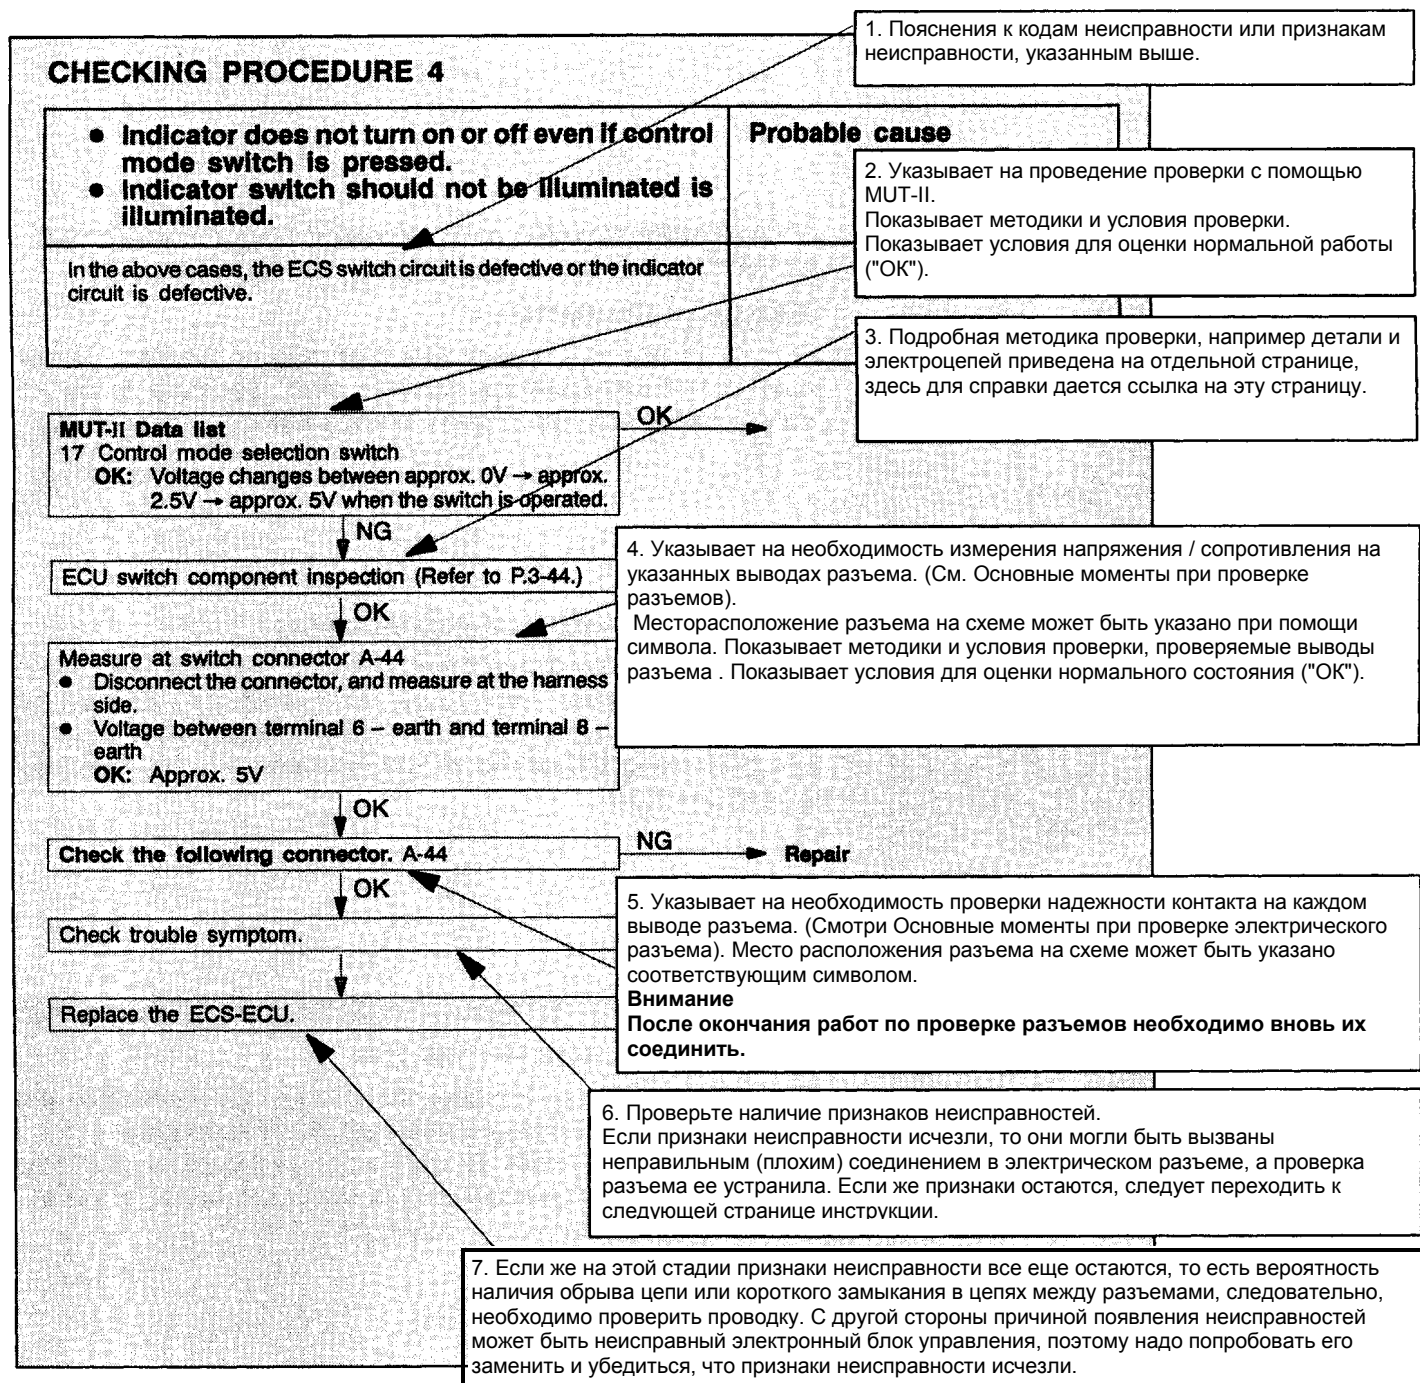 1. Пояснения к кодам неисправности или признакам
неисправности, указанным выше.
CHECKING PROCEDURE 4
● Indicator does not turn on or off even if control
mode switch is pressed.
● Indicator switch should not be illuminated is
illuminated.
Probable cause
2. Указывает на проведение проверки с помощью
MUT-II.
Показывает методики и условия проверки.
Показывает условия для оценки нормальной работы
("ОК").
In the above cases, the ECS switch circuit is defective or the indicator
circuit is defective.
3. Подробная методика проверки, например детали и
электроцепей приведена на отдельной странице,
здесь для справки дается ссылка на эту страницу.
MUT-II Data list
17 Control mode selection switch
OK: Voltage changes between approx. 0V → approx.
2.5V → approx. 5V when the switch is operated.
OK
NG
ECU switch component inspection (Refer to P.3-44.)
OK
4. Указывает на необходимость измерения напряжения / сопротивления на
указанных выводах разъема. (См. Основные моменты при проверке
разъемов).
Месторасположение разъема на схеме может быть указано при помощи
символа. Показывает методики и условия проверки, проверяемые выводы
разъема . Показывает условия для оценки нормального состояния ("ОК").
Measure at switch connector A-44
● Disconnect the connector, and measure at the harness
side.
● Voltage between terminal 6 – earth and terminal 8 –
earth
OK: Approx. 5V
OK
Check the following connector. A-44
NG
Repair
OK
5. Указывает на необходимость проверки надежности контакта на каждом
выводе разъема. (Смотри Основные моменты при проверке электрического
разъема). Место расположения разъема на схеме может быть указано
соответствующим символом.
Внимание
После окончания работ по проверке разъемов необходимо вновь их
соединить.
Check trouble symptom.
Replace the ECS-ECU.
6. Проверьте наличие признаков неисправностей.
Если признаки неисправности исчезли, то они могли быть вызваны
неправильным (плохим) соединением в электрическом разъеме, а проверка
разъема ее устранила. Если же признаки остаются, следует переходить к
следующей странице инструкции.
7. Если же на этой стадии признаки неисправности все еще остаются, то есть вероятность
наличия обрыва цепи или короткого замыкания в цепях между разъемами, следовательно,
необходимо проверить проводку. С другой стороны причиной появления неисправностей
может быть неисправный электронный блок управления, поэтому надо попробовать его
заменить и убедиться, что признаки неисправности исчезли.